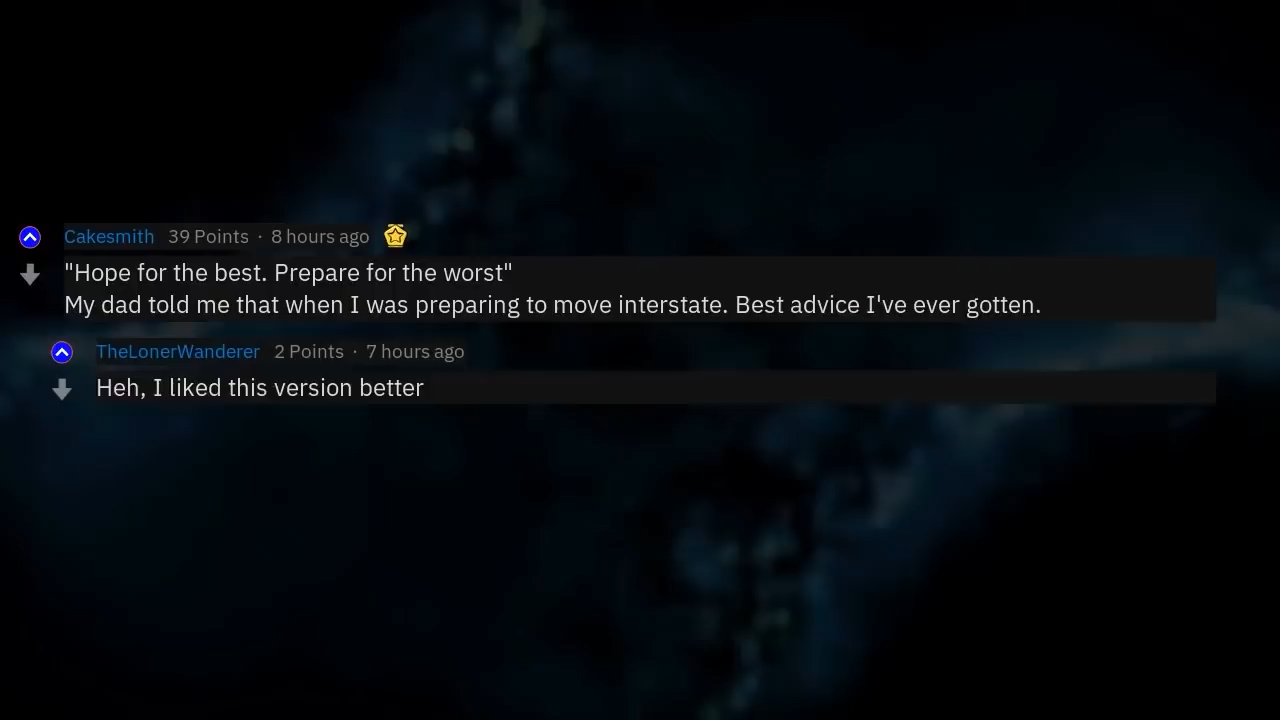 Cakesmith 39 Points · 8 hours ago
"Hope for the best. Prepare for the worst"
My dad told me that when I was preparing to move interstate. Best advice I've ever gotten.
TheLonerWanderer 2 Points · 7 hours ago
Heh, I liked this version better